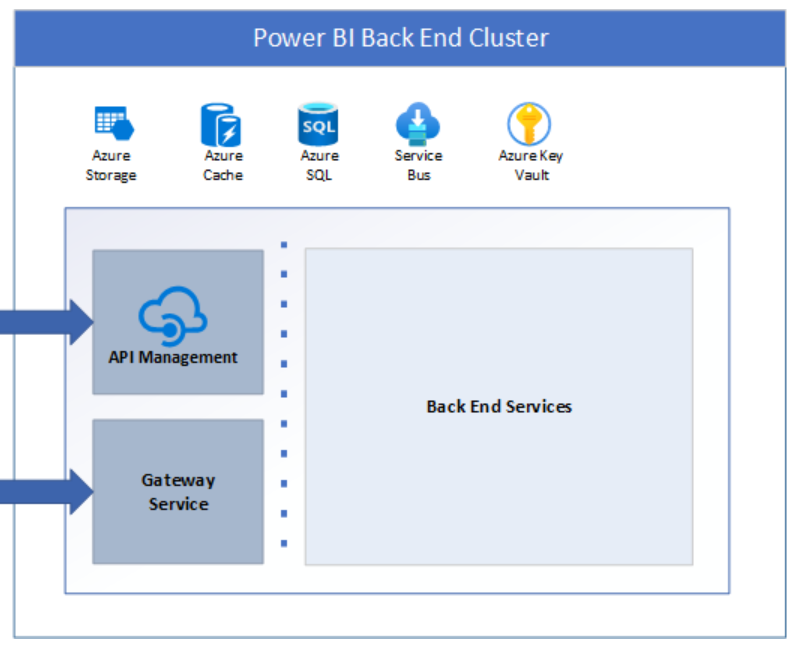 Power BI Back End Cluster
SQL
Azure
Storage
Azure
Cache
Azure
SQL
Service
Bus
Azure Key
Vault
API Management
Gateway
Service
Back End Services